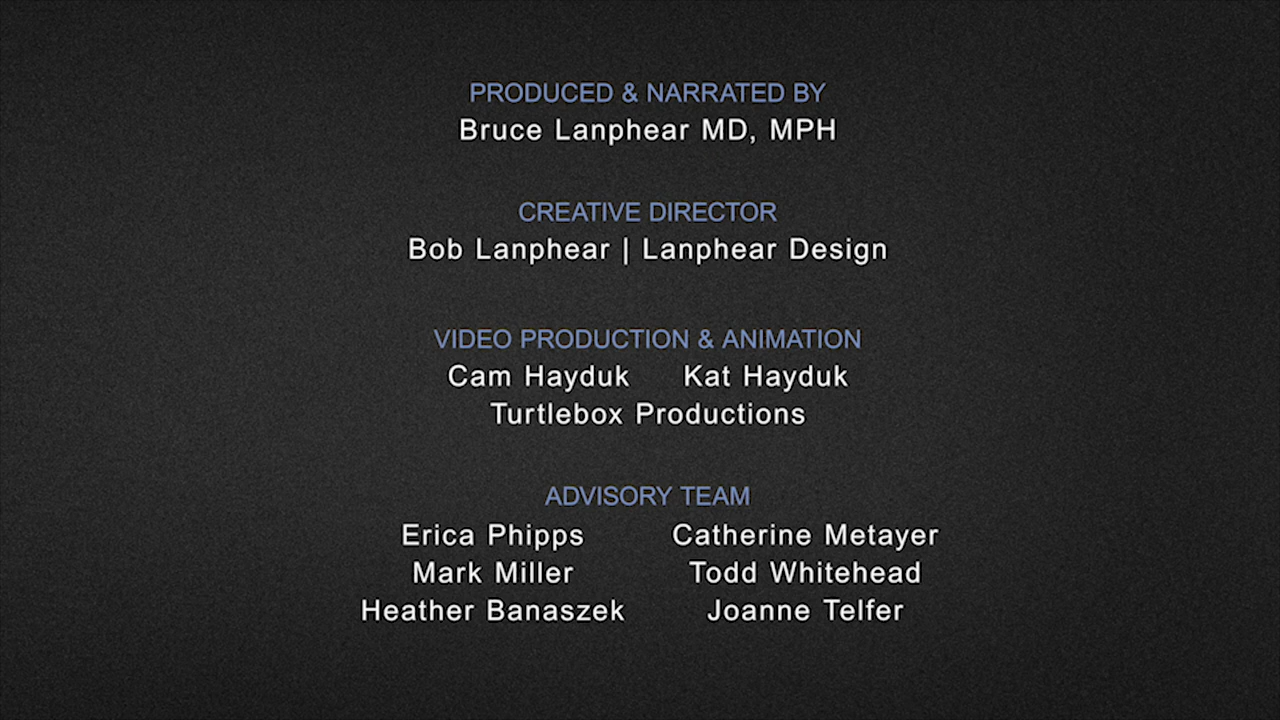 PRODUCED & NARRATED BY
Bruce Lanphear MD, MPH
CREATIVE DIRECTOR
Bob Lanphear | Lanphear Design
VIDEO PRODUCTION & ANIMATION
Cam Hayduk Kat Hayduk
Turtlebox Productions
ADVISORY TEAM
Erica Phipps Catherine Metayer
Mark Miller Todd Whitehead
Heather Banaszek Joanne Telfer